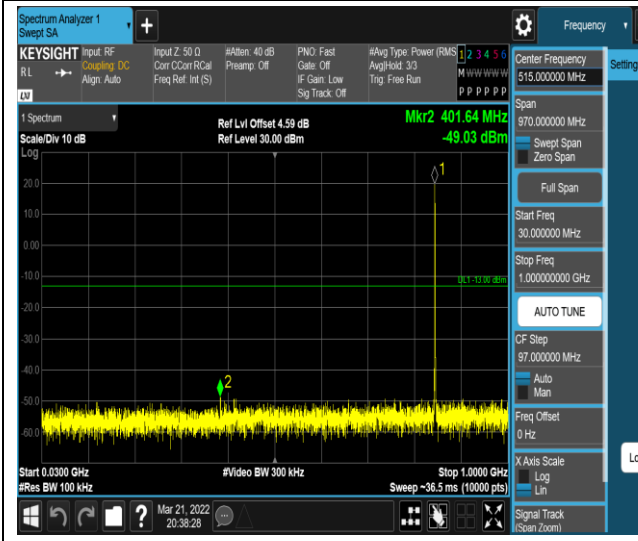 Spectrum Analyzer 1
Swept SA
Frequency
KEYSIGHT
RL
Input: RF
Coupling: DC
Align: Auto
Input Z: 50 Ω
Corr CCorr RCal
Freq Ref: Int (S)
#Atten: 40 dB
Preamp: Off
PNO: Fast
Gate: Off
IF Gain: Low
Sig Track: Off
#Avg Type: Power (RMS
Avg|Hold: 3/3
Trig: Free Run
1 2 3 4 5 6
M W W W W W
P P P P P P
LXI
1 Spectrum
Scale/Div 10 dB
Ref Lvl Offset 4.59 dB
Ref Level 30.00 dBm
Mkr2 401.64 MHz
-49.03 dBm
Log
20.0
10.0
0.00
-10.0
-20.0
-30.0
-40.0
-50.0
-60.0
1
DL1 -13.00 dBm
2
Start 0.0300 GHz
#Res BW 100 kHz
#Video BW 300 kHz
Stop 1.0000 GHz
Sweep ~36.5 ms (10000 pts)
Mar 21, 2022
20:38:28
Center Frequency
515.000000 MHz
Settings
Span
970.000000 MHz
Swept Span
Zero Span
Full Span
Start Freq
30.000000 MHz
Stop Freq
1.000000000 GHz
AUTO TUNE
CF Step
97.000000 MHz
Auto
Man
Freq Offset
0 Hz
X Axis Scale
Log
Lin
Lo
Signal Track
(Span Zoom)